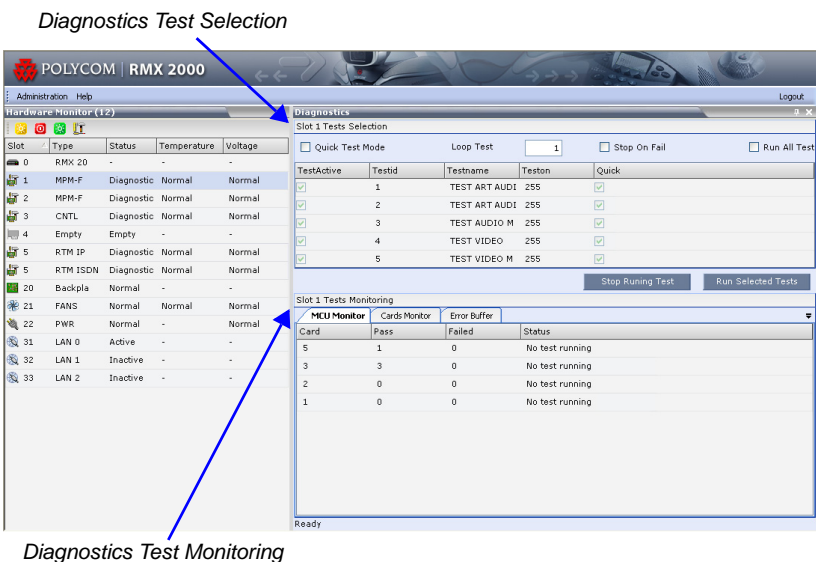 Diagnostics Test Selection
POLYCOM | RMX 2000
Administration Help Logout
Hardware Monitor (12)
Slot Type Status Temperature Voltage
0 RMX 20 - - -
1 MPM-F Diagnostic Normal Normal
2 MPM-F Diagnostic Normal Normal
3 CNTL Diagnostic Normal Normal
4 Empty Empty - -
5 RTM IP Diagnostic Normal Normal
5 RTM ISDN Diagnostic Normal Normal
20 Backpla Normal - -
21 FANS Normal Normal Normal
22 PWR Normal - Normal
31 LAN 0 Active - -
32 LAN 1 Inactive - -
33 LAN 2 Inactive - -
Diagnostics
Slot 1 Tests Selection
Quick Test Mode Loop Test 1 Stop On Fail Run All Test
TestActive Testid Testname Teston Quick
1 TEST ART AUDI 255
2 TEST ART AUDI 255
3 TEST AUDIO M 255
4 TEST VIDEO 255
5 TEST VIDEO M 255
Stop Runing Test Run Selected Tests
Slot 1 Tests Monitoring
MCU Monitor Cards Monitor Error Buffer
Card Pass Failed Status
5 1 0 No test running
3 3 0 No test running
2 0 0 No test running
1 0 0 No test running
Ready
Diagnostics Test Monitoring